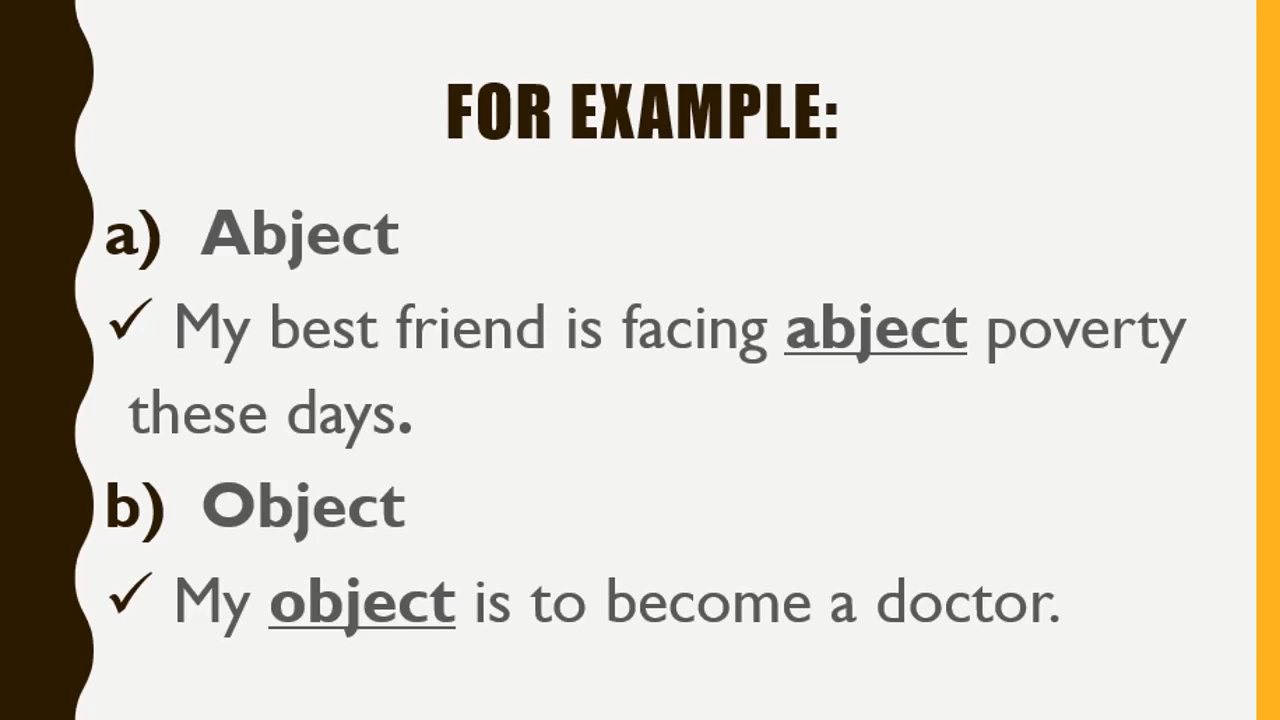 FOR EXAMPLE:
a) Abject
✓ My best friend is facing abject poverty
these days.
b) Object
✓ My object is to become a doctor.